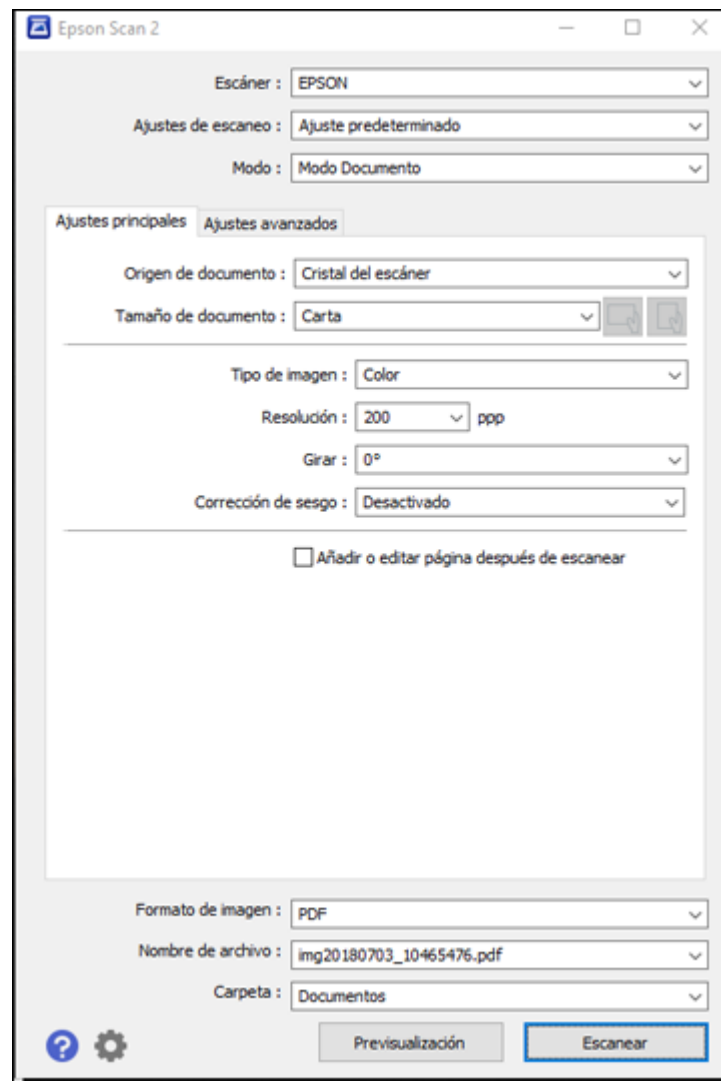 Epson Scan 2
Escáner : EPSON
Ajustes de escaneo : Ajuste predeterminado
Modo : Modo Documento
Ajustes principales Ajustes avanzados
Origen de documento : Cristal del escáner
Tamaño de documento : Carta
Tipo de imagen : Color
Resolución : 200 ppp
Girar : 0°
Corrección de sesgo : Desactivado
Añadir o editar página después de escanear
Formato de imagen : PDF
Nombre de archivo : img20180703_10465476.pdf
Carpeta : Documentos
? Previsualización Escanear